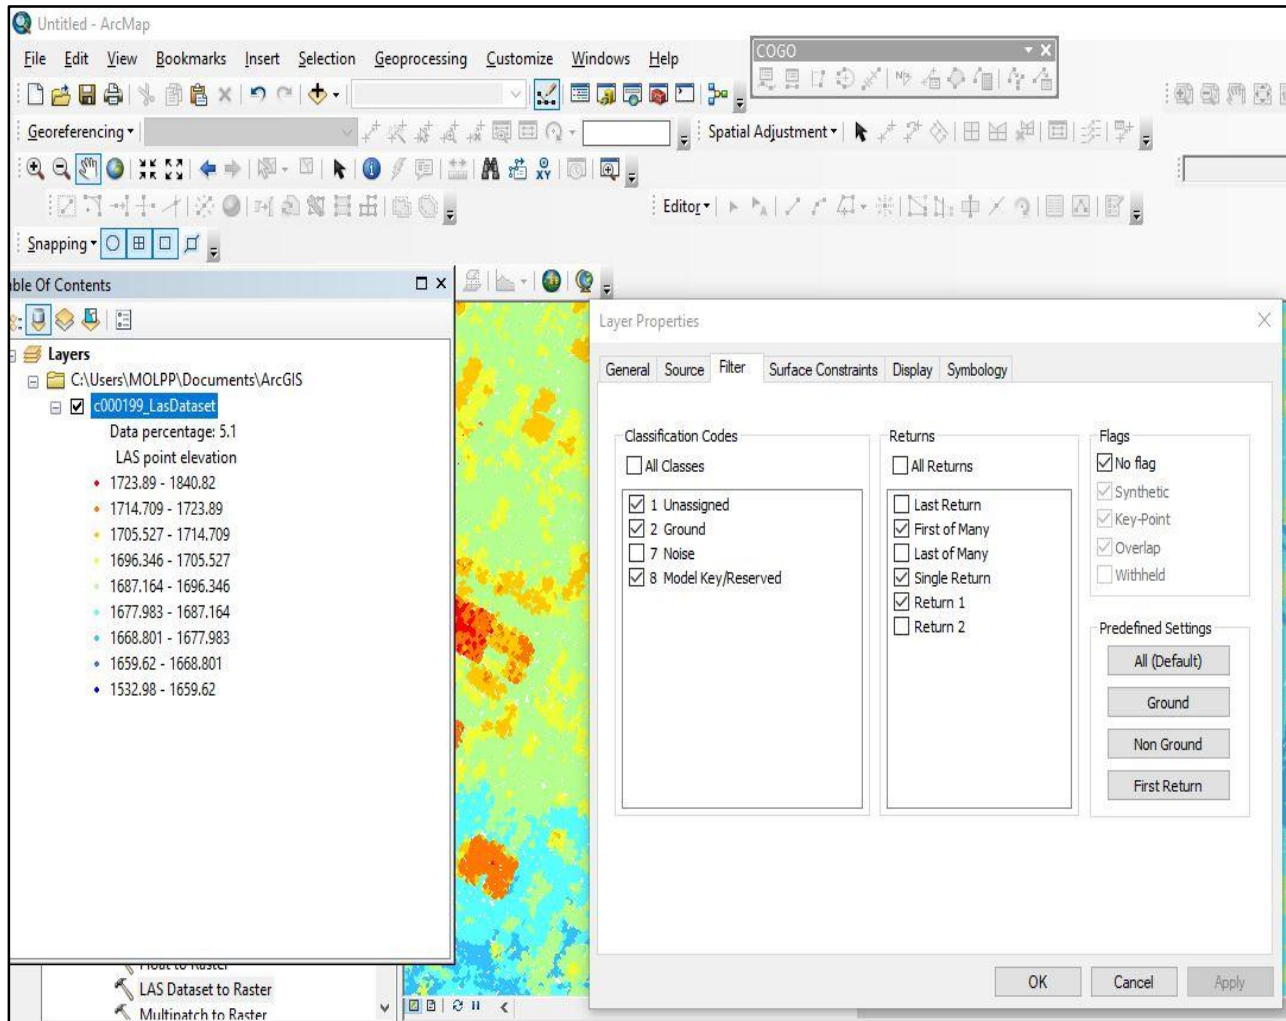 Untitled - ArcMap
File Edit View Bookmarks Insert Selection Geoprocessing Customize Windows Help
COGO
Georeferencing
Spatial Adjustment
XY
Editor
Snapping
ble Of Contents
Layers
C:\Users\MOLPP\Documents\ArcGIS
c000199_LasDataset
Data percentage: 5.1
LAS point elevation
1723.89 - 1840.82
1714.709 - 1723.89
1705.527 - 1714.709
1696.346 - 1705.527
1687.164 - 1696.346
1677.983 - 1687.164
1668.801 - 1677.983
1659.62 - 1668.801
1532.98 - 1659.62
Float to Raster
LAS Dataset to Raster
Multipatch to Raster
Layer Properties
General Source Filter Surface Constraints Display Symbology
Classification Codes
All Classes
1 Unassigned
2 Ground
7 Noise
8 Model Key/Reserved
Returns
All Returns
Last Return
First of Many
Last of Many
Single Return
Return 1
Return 2
Flags
No flag
Synthetic
Key-Point
Overlap
Withheld
Predefined Settings
All (Default)
Ground
Non Ground
First Return
OK Cancel Apply